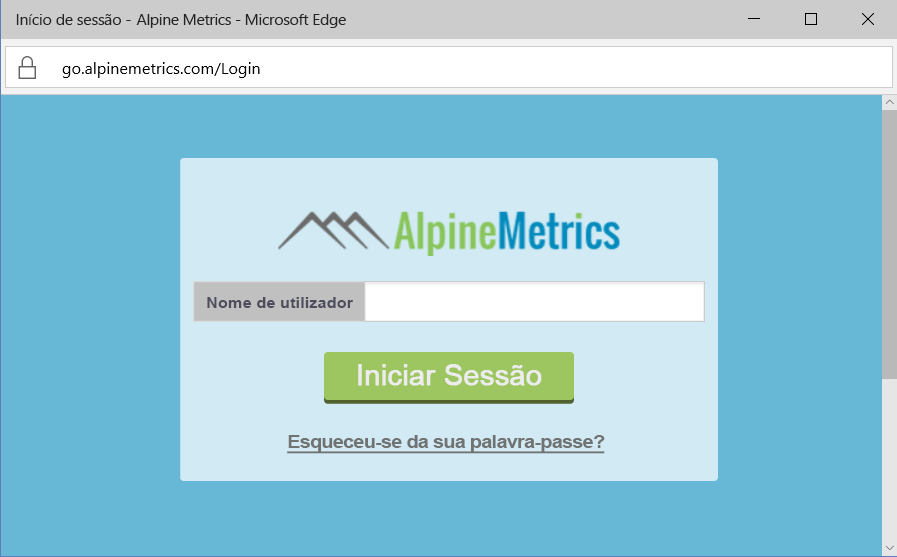 Início de sessão - Alpine Metrics - Microsoft Edge
go.alpinemetrics.com/Login
AlpineMetrics
Nome de utilizador
Iniciar Sessão
Esqueceu-se da sua palavra-passe?